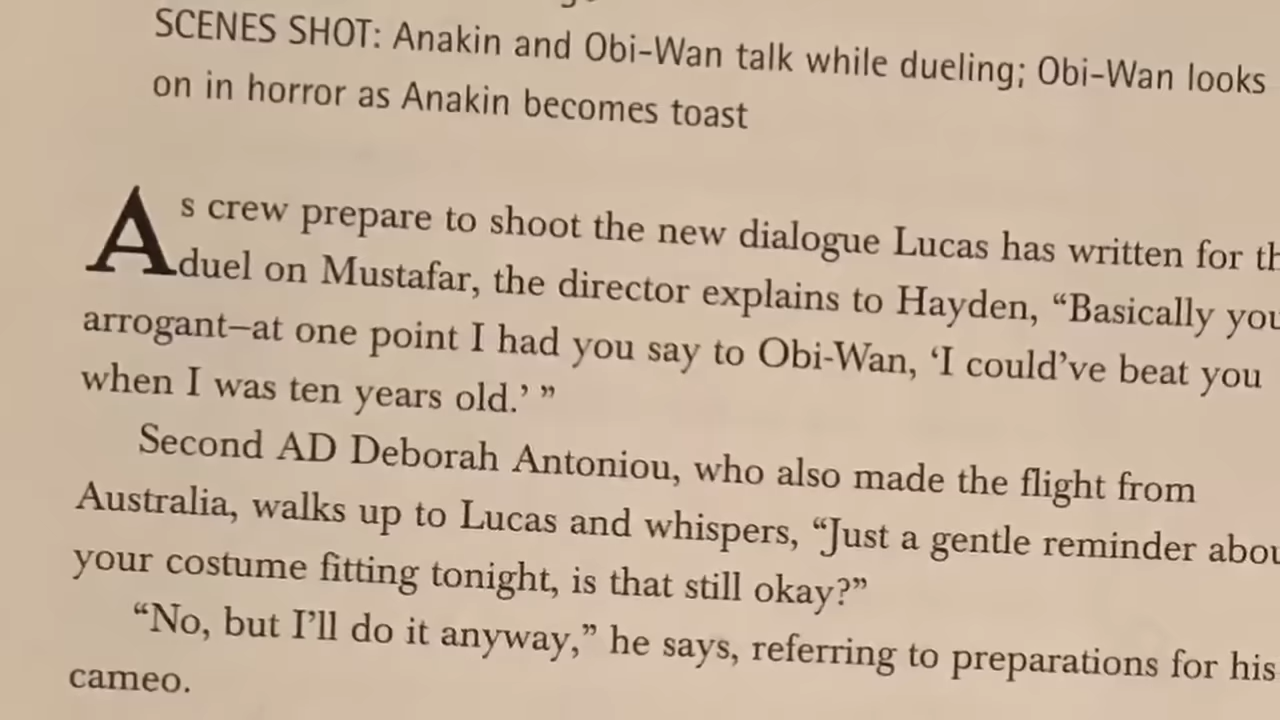 SCENES SHOT: Anakin and Obi-Wan talk while dueling; Obi-Wan looks
on in horror as Anakin becomes toast
As crew prepare to shoot the new dialogue Lucas has written for th
duel on Mustafar, the director explains to Hayden, “Basically you
arrogant—at one point I had you say to Obi-Wan, ‘I could’ve beat you
when I was ten years old.’ ”
Second AD Deborah Antoniou, who also made the flight from
Australia, walks up to Lucas and whispers, “Just a gentle reminder abou
your costume fitting tonight, is that still okay?”
“No, but I’ll do it anyway,” he says, referring to preparations for his
cameo.